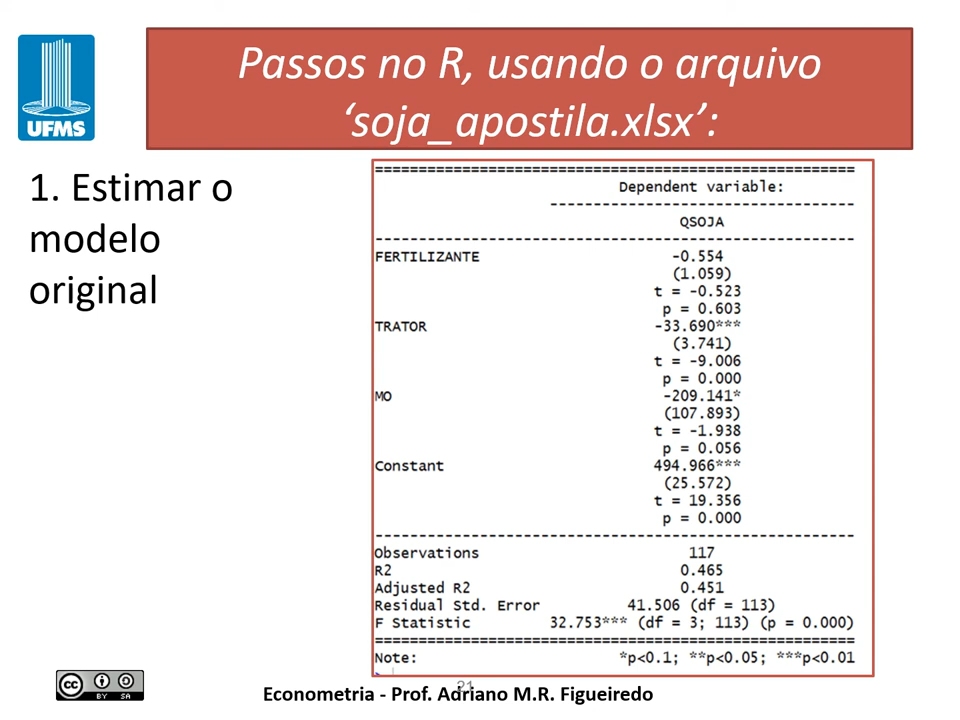 Passos no R, usando o arquivo
‘soja_apostila.xlsx’:
UFMS
1. Estimar o
modelo
original
===================================================
Dependent variable:
--------------------------------
QSOJA
---------------------------------------------------
FERTILIZANTE -0.554
(1.059)
t = -0.523
p = 0.603
TRATOR -33.690***
(3.741)
t = -9.006
p = 0.000
MO -209.141*
(107.893)
t = -1.938
p = 0.056
Constant 494.966***
(25.572)
t = 19.356
p = 0.000
---------------------------------------------------
Observations 117
R2 0.465
Adjusted R2 0.451
Residual Std. Error 41.506 (df = 113)
F Statistic 32.753*** (df = 3; 113) (p = 0.000)
===================================================
Note: *p<0.1; **p<0.05; ***p<0.01
21
cc BY SA
Econometria - Prof. Adriano M.R. Figueiredo